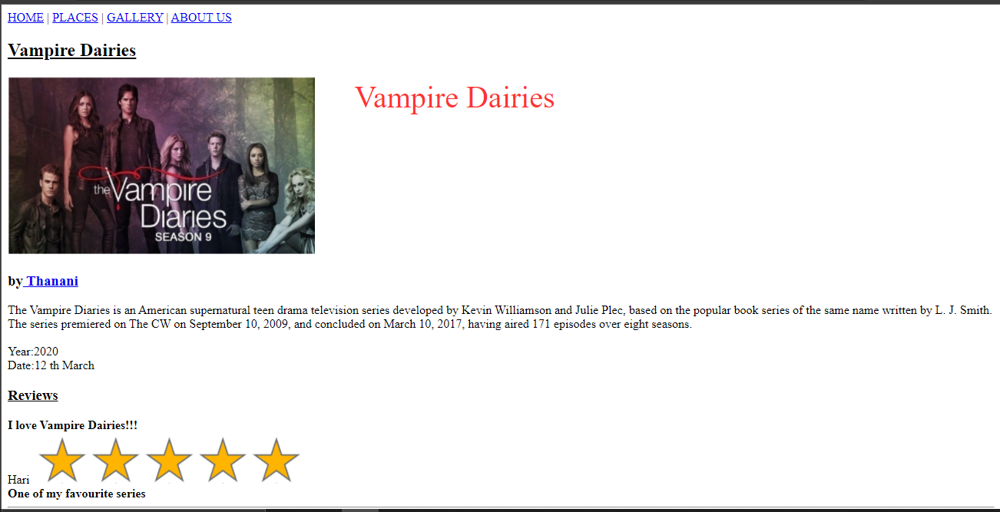 HOME | PLACES | GALLERY | ABOUT US
Vampire Dairies
Vampire Dairies
the Vampire
Diaries
SEASON 9
by Thanani
The Vampire Diaries is an American supernatural teen drama television series developed by Kevin Williamson and Julie Plec, based on the popular book series of the same name written by L. J. Smith.
The series premiered on The CW on September 10, 2009, and concluded on March 10, 2017, having aired 171 episodes over eight seasons.
Year:2020
Date:12 th March
Reviews
I love Vampire Dairies!!!
Hari
One of my favourite series